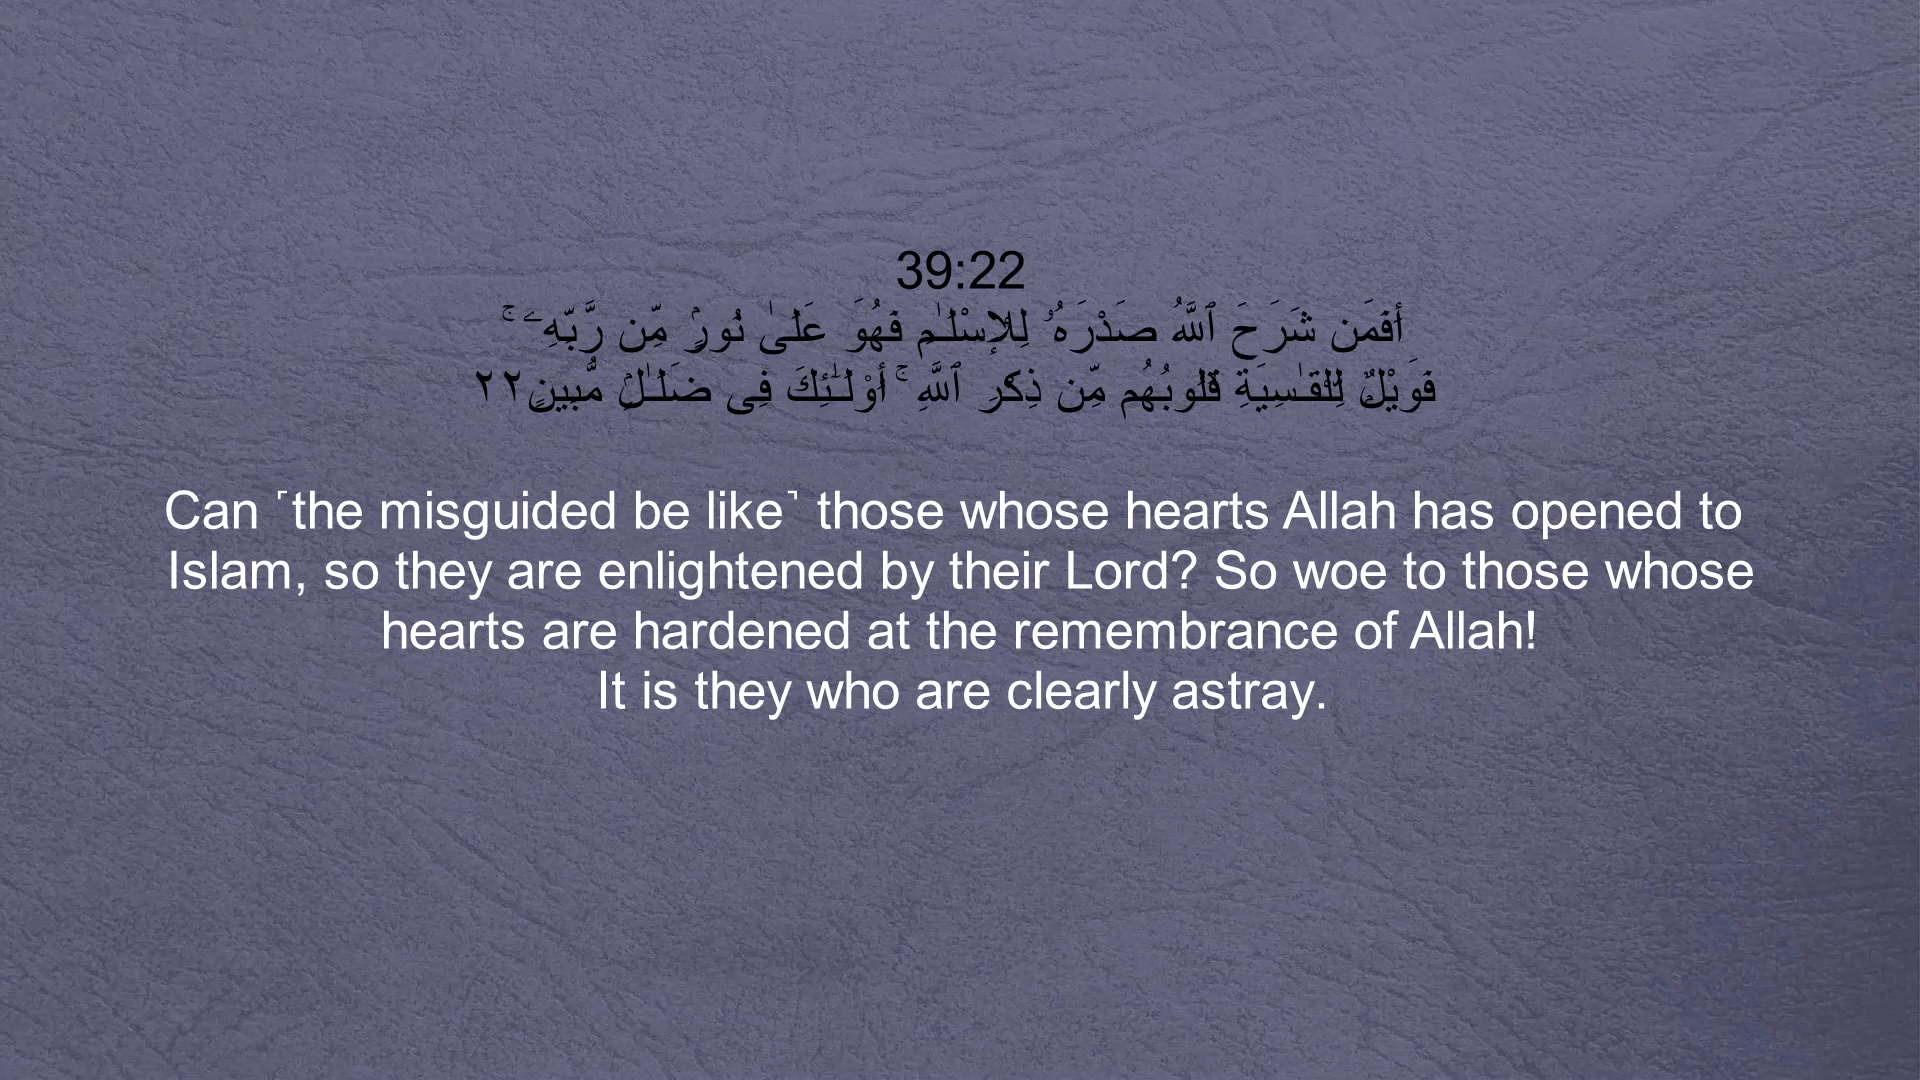 39:22
أَفَمَن شَرَحَ ٱللَّهُ صَدْرَهُۥ لِلْإِسْلَـٰمِ فَهُوَ عَلَىٰ نُورٍۢ مِّن رَّبِّهِۦ ۚ
فَوَيْلٌۭ لِّلْقَـٰسِيَةِ قُلُوبُهُم مِّن ذِكْرِ ٱللَّهِ ۚ أُو۟لَـٰٓئِكَ فِى ضَلَـٰلٍۢ مُّبِينٍ٢٢
Can ˹the misguided be like˺ those whose hearts Allah has opened to
Islam, so they are enlightened by their Lord? So woe to those whose
hearts are hardened at the remembrance of Allah!
It is they who are clearly astray.